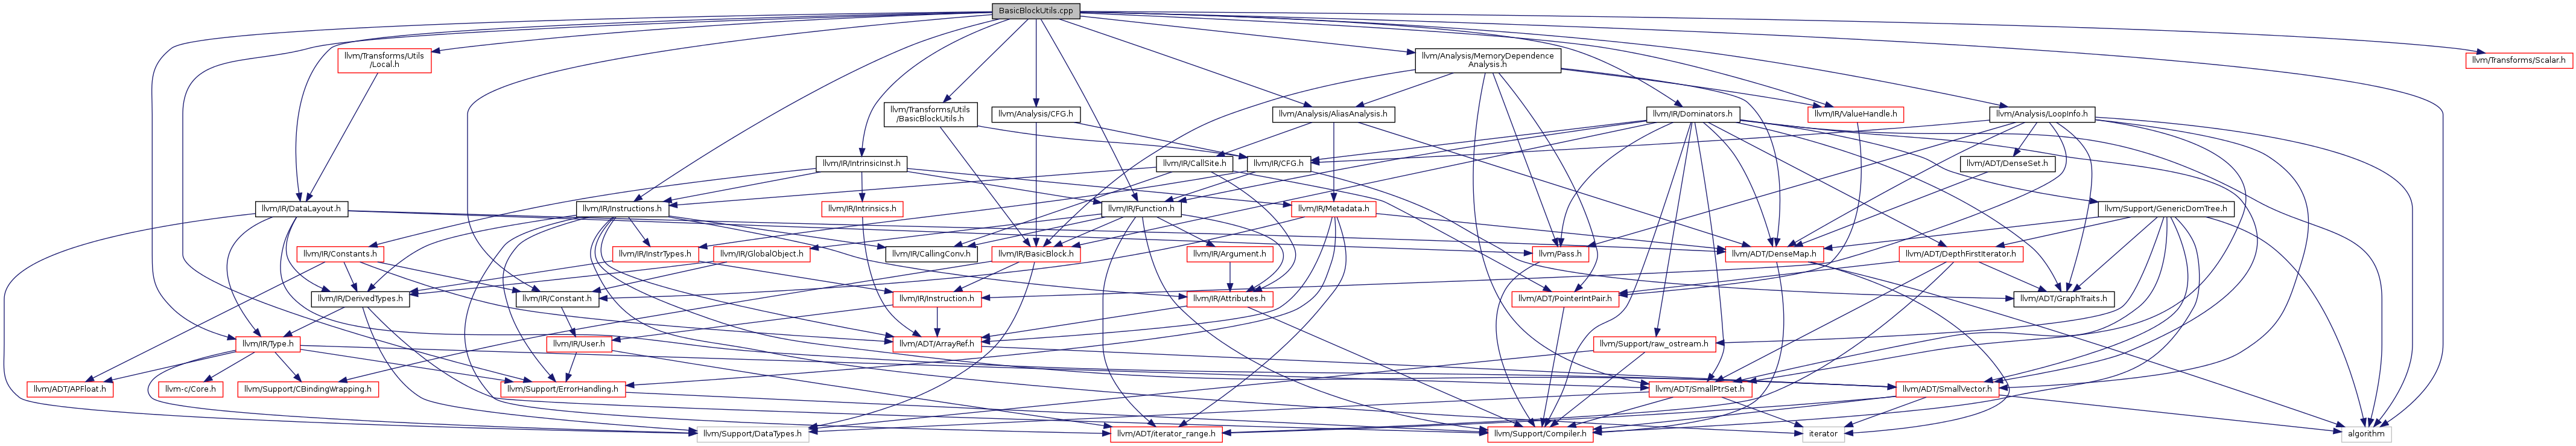 BasicBlockUtils.cpp
llvm/Transforms/Utils
/Local.h
llvm/Analysis/MemoryDependence
Analysis.h
llvm/Transforms/Scalar.h
llvm/Transforms/Utils
/BasicBlockUtils.h
llvm/Analysis/CFG.h
llvm/Analysis/AliasAnalysis.h
llvm/IR/Dominators.h
llvm/IR/ValueHandle.h
llvm/Analysis/LoopInfo.h
llvm/IR/IntrinsicInst.h
llvm/IR/CallSite.h
llvm/IR/CFG.h
llvm/ADT/DenseSet.h
llvm/IR/DataLayout.h
llvm/IR/Instructions.h
llvm/IR/Intrinsics.h
llvm/IR/Function.h
llvm/IR/Metadata.h
llvm/Support/GenericDomTree.h
llvm/IR/Constants.h
llvm/IR/InstrTypes.h
llvm/IR/GlobalObject.h
llvm/IR/CallingConv.h
llvm/IR/BasicBlock.h
llvm/IR/Argument.h
llvm/Pass.h
llvm/ADT/DenseMap.h
llvm/ADT/DepthFirstIterator.h
llvm/IR/DerivedTypes.h
llvm/IR/Constant.h
llvm/IR/Instruction.h
llvm/IR/Attributes.h
llvm/ADT/PointerIntPair.h
llvm/ADT/GraphTraits.h
llvm/IR/Type.h
llvm/IR/User.h
llvm/ADT/ArrayRef.h
llvm/Support/raw_ostream.h
llvm/ADT/APFloat.h
llvm-c/Core.h
llvm/Support/CBindingWrapping.h
llvm/Support/ErrorHandling.h
llvm/ADT/SmallPtrSet.h
llvm/ADT/SmallVector.h
llvm/Support/DataTypes.h
llvm/ADT/iterator_range.h
llvm/Support/Compiler.h
iterator
algorithm